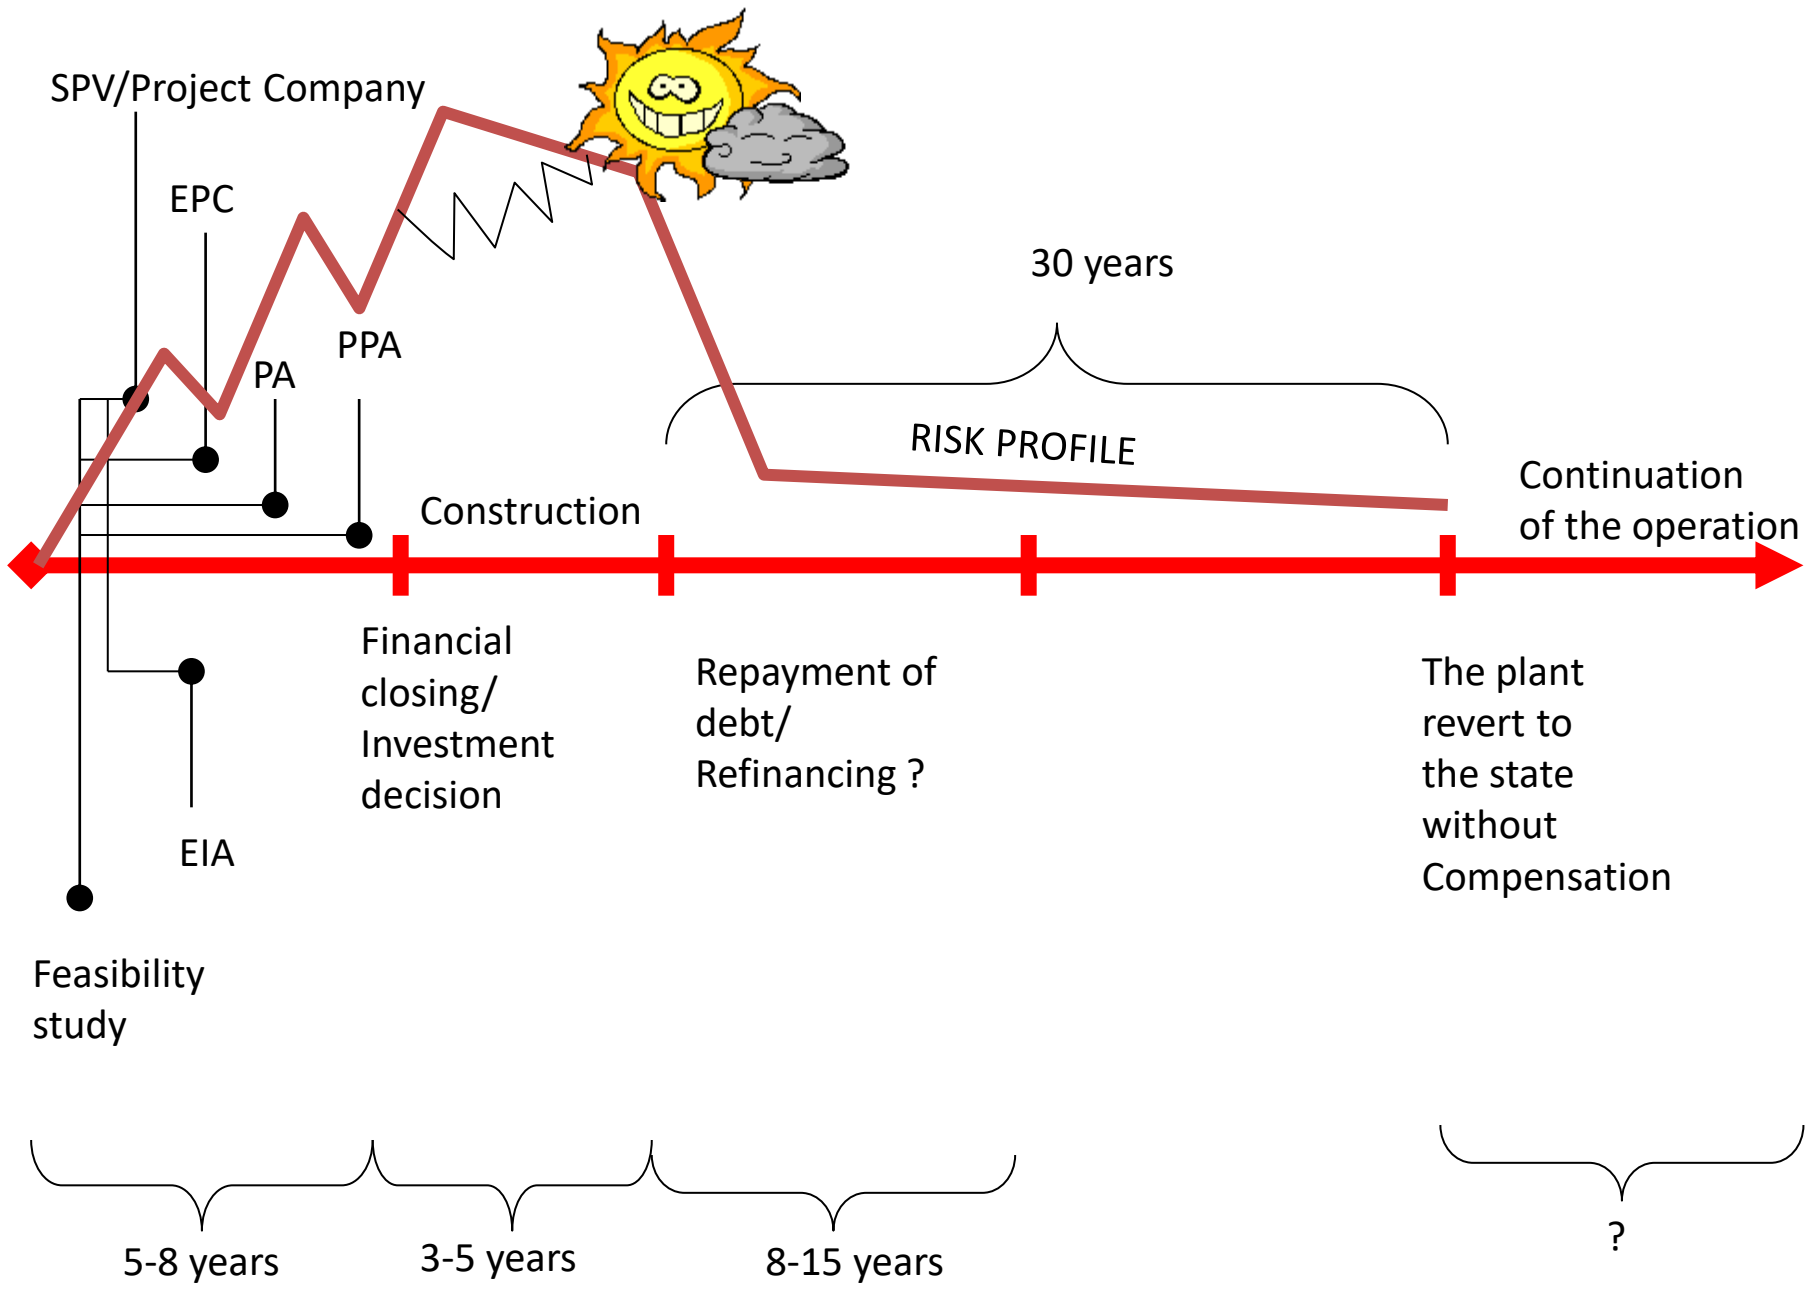 SPV/Project Company
EPC
PA
PPA
30 years
RISK PROFILE
Construction
Continuation
of the operation
Financial
closing/
Investment
decision
Repayment of
debt/
Refinancing ?
The plant
revert to
the state
without
Compensation
EIA
Feasibility
study
5-8 years
3-5 years
8-15 years
?